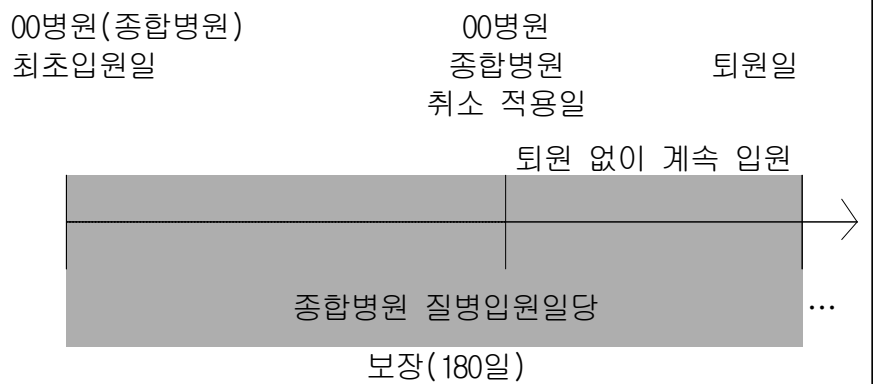 00병원(종합병원)
최초입원일
00병원
종합병원
취소 적용일
퇴원일
퇴원 없이 계속 입원
종합병원 질병입원일당
…
보장(180일)